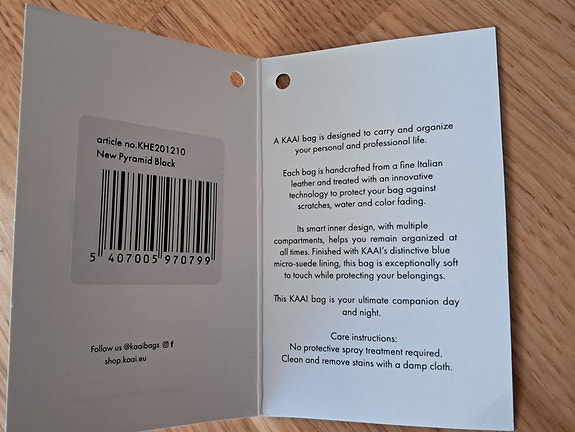 article no.KHE201210
New Pyramid Black
5 407005 970799
Follow us @kaaibags
shop.kaai.eu
A KAAI bag is designed to carry and organize
your personal and professional life.
Each bag is handcrafted from a fine Italian
leather and treated with an innovative
technology to protect your bag against
scratches, water and color fading.
Its smart inner design, with multiple
compartments, helps you remain organized at
all times. Finished with KAAI's distinctive blue
micro-suede lining, this bag is exceptionally soft
to touch while protecting your belongings.
This KAAI bag is your ultimate companion day
and night.
Care instructions:
No protective spray treatment required.
Clean and remove stains with a damp cloth.